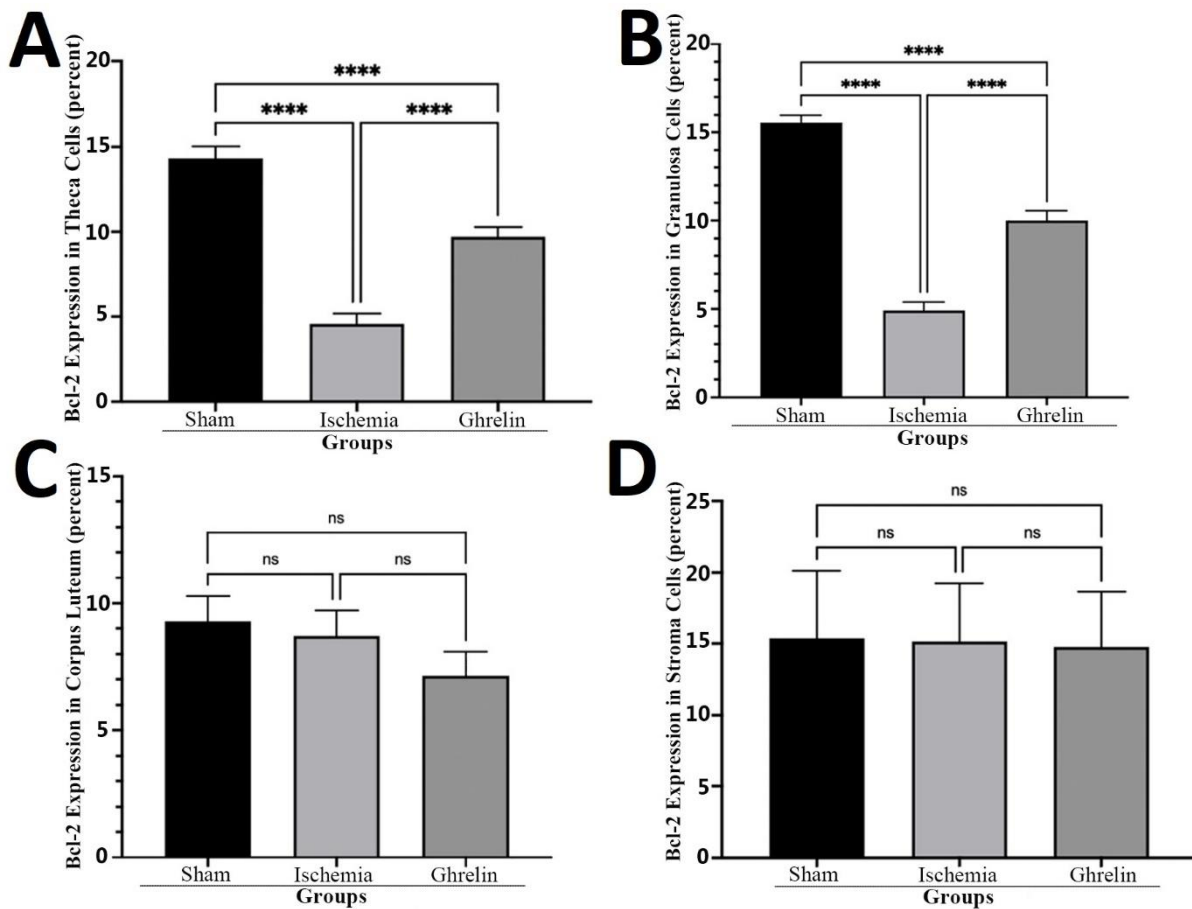 A
Bcl-2 Expression in Theca Cells (percent)
20
15
10
5
0
****
****
****
Sham Ischemia Ghrelin
Groups
B
Bcl-2 Expression in Granulosa Cells (percent)
20
15
10
5
0
****
****
****
Sham Ischemia Ghrelin
Groups
C
Bcl-2 Expression in Corpus Luteum (percent)
15
10
5
0
ns
ns
ns
Sham Ischemia Ghrelin
Groups
D
Bcl-2 Expression in Stroma Cells (percent)
25
20
15
10
5
0
ns
ns
ns
Sham Ischemia Ghrelin
Groups